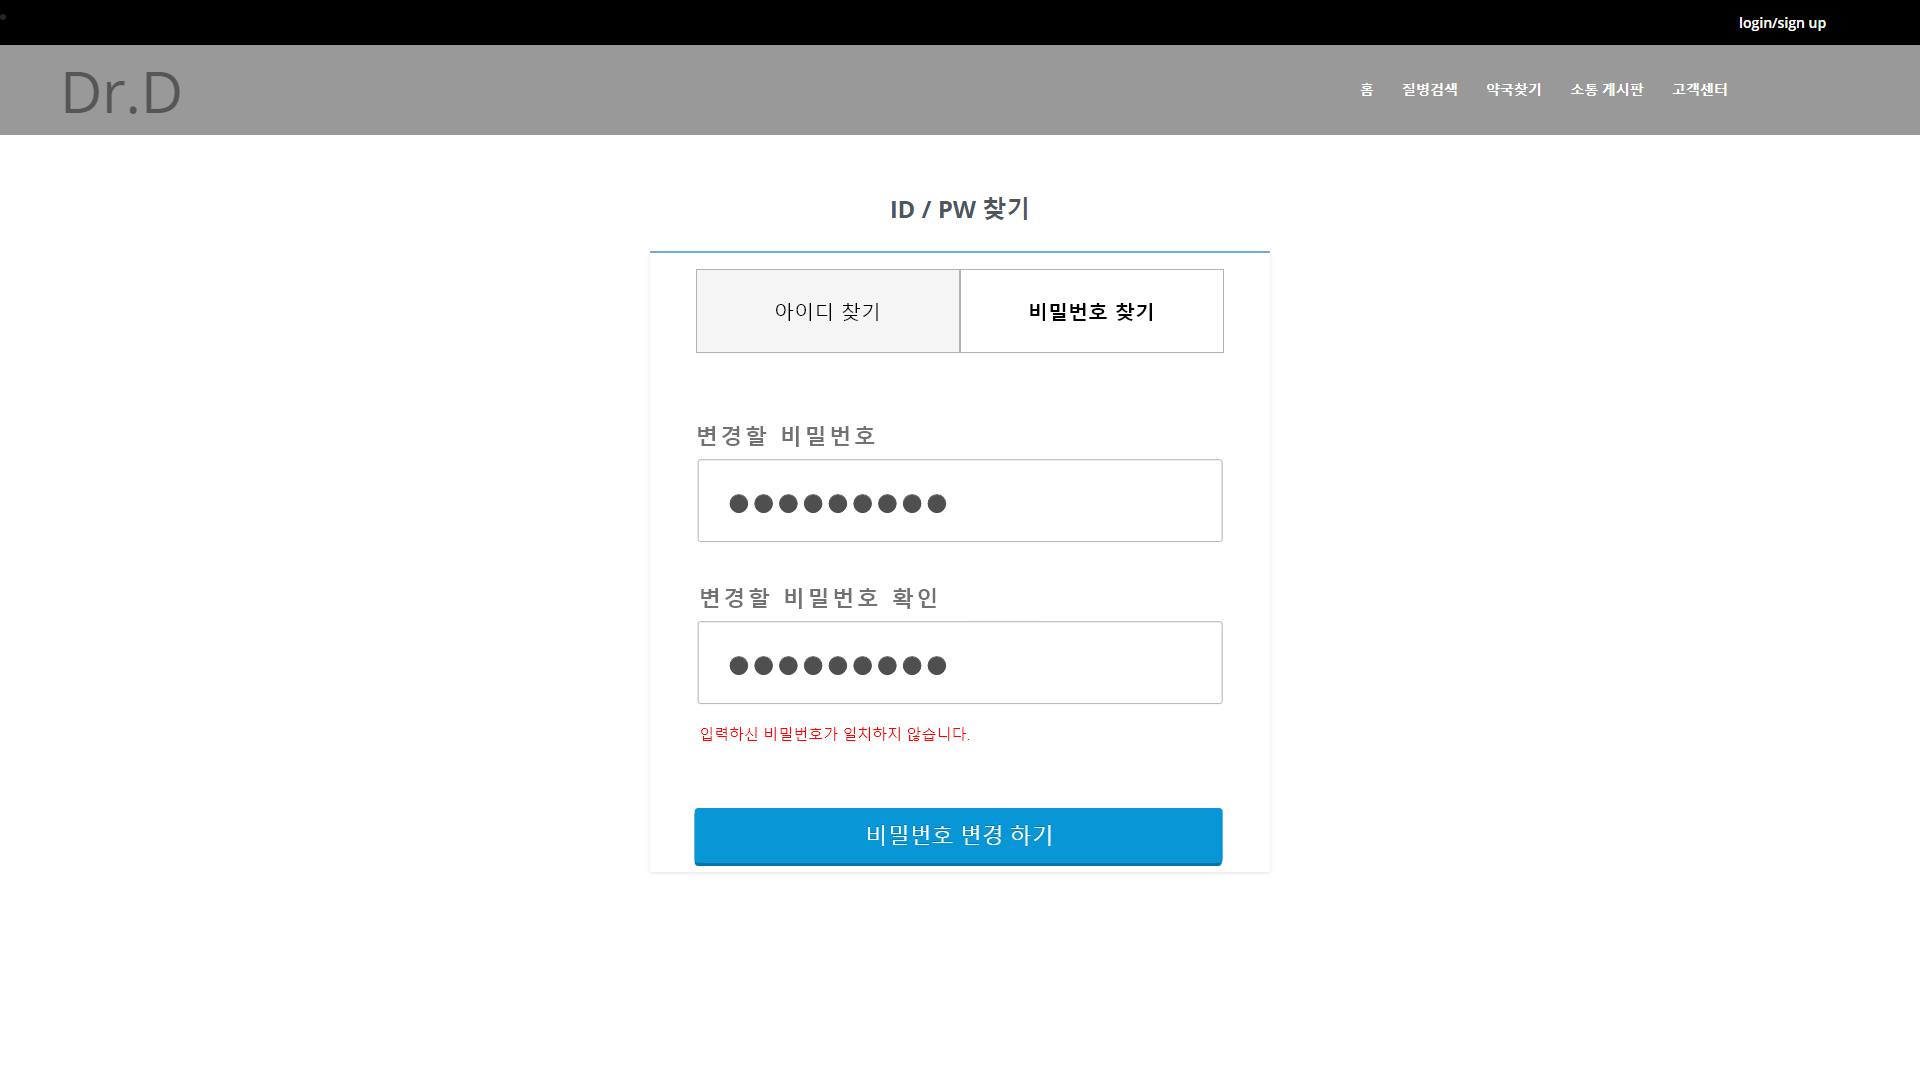 login/sign up
Dr.D
홈 질병검색 약국찾기 소통 게시판 고객센터
ID / PW 찾기
아이디 찾기 비밀번호 찾기
변경할 비밀번호
●●●●●●●●●
변경할 비밀번호 확인
●●●●●●●●●
입력하신 비밀번호가 일치하지 않습니다.
비밀번호 변경 하기